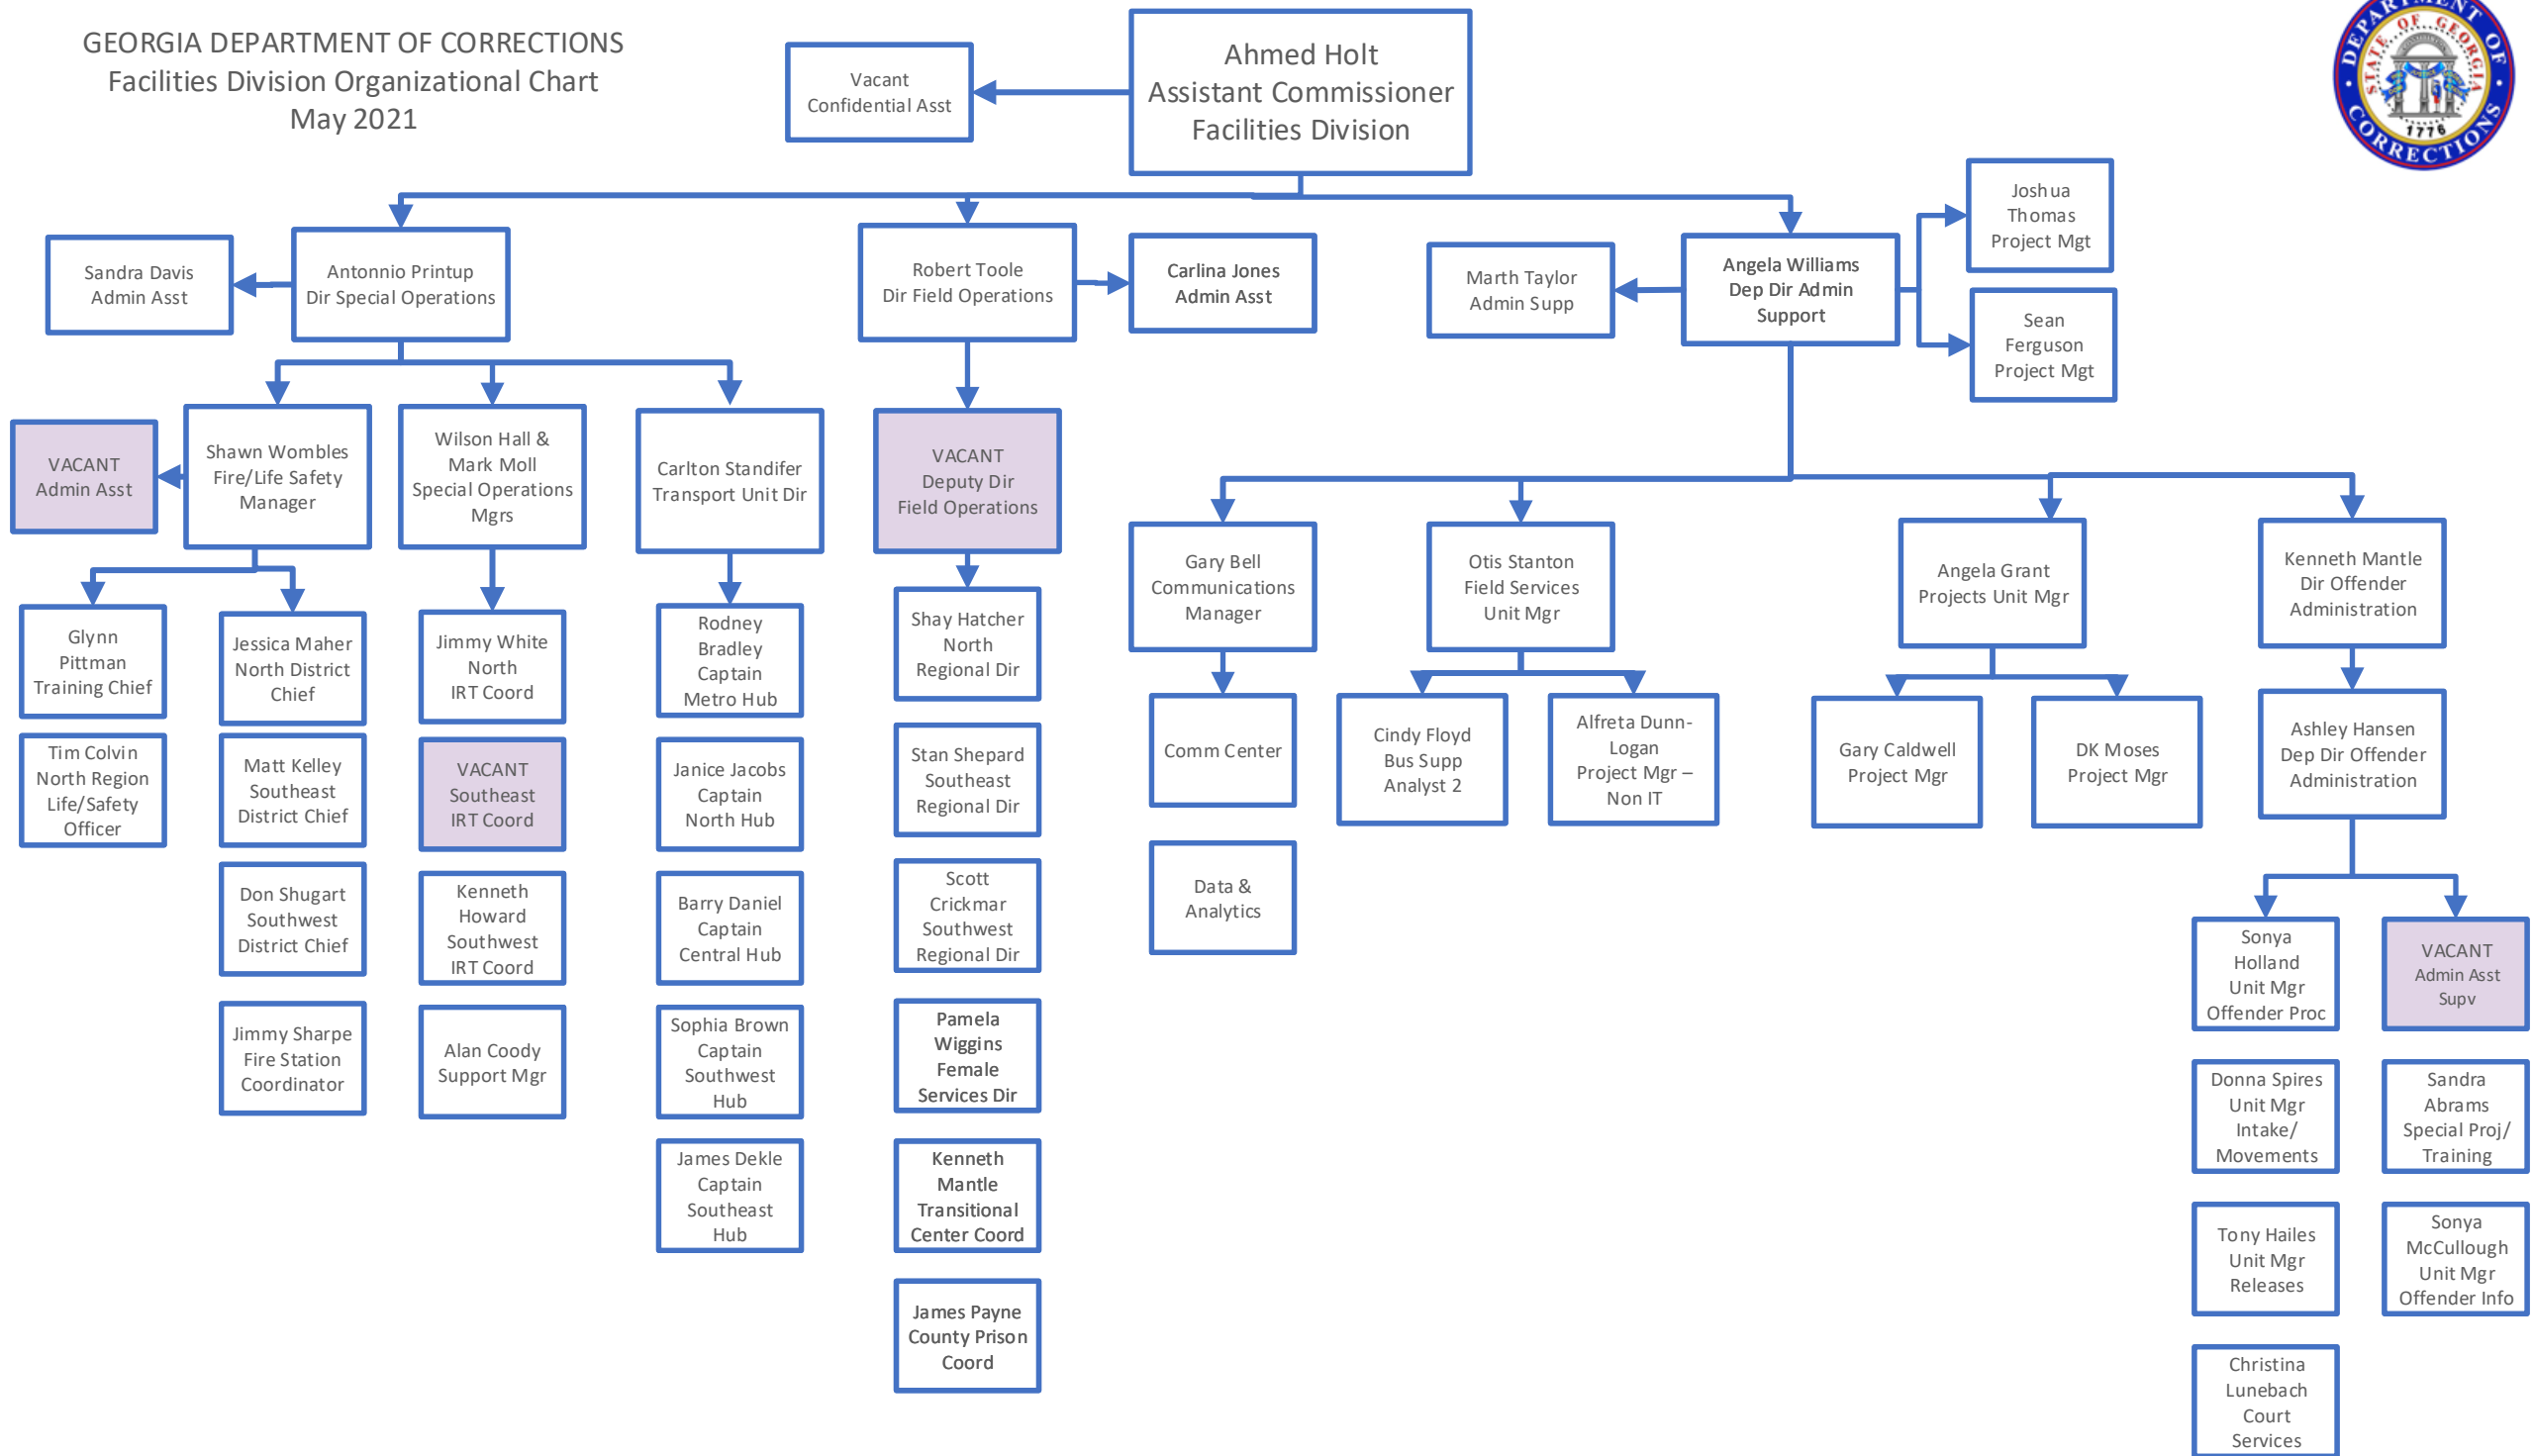 GEORGIA DEPARTMENT OF CORRECTIONS
Facilities Division Organizational Chart
May 2021
Vacant
Confidential Asst
Ahmed Holt
Assistant Commissioner
Facilities Division
DEPARTMENT OF
CORRECTIONS
STATE OF GEORGIA
1776
Sandra Davis
Admin Asst
Antonnio Printup
Dir Special Operations
Robert Toole
Dir Field Operations
Carlina Jones
Admin Asst
Marth Taylor
Admin Supp
Angela Williams
Dep Dir Admin
Support
Joshua
Thomas
Project Mgt
Sean
Ferguson
Project Mgt
VACANT
Admin Asst
Shawn Wombles
Fire/Life Safety
Manager
Wilson Hall &
Mark Moll
Special Operations
Mgrs
Carlton Standifer
Transport Unit Dir
VACANT
Deputy Dir
Field Operations
Gary Bell
Communications
Manager
Otis Stanton
Field Services
Unit Mgr
Angela Grant
Projects Unit Mgr
Kenneth Mantle
Dir Offender
Administration
Glynn
Pittman
Training Chief
Tim Colvin
North Region
Life/Safety
Officer
Jessica Maher
North District
Chief
Matt Kelley
Southeast
District Chief
Don Shugart
Southwest
District Chief
Jimmy Sharpe
Fire Station
Coordinator
Jimmy White
North
IRT Coord
VACANT
Southeast
IRT Coord
Kenneth
Howard
Southwest
IRT Coord
Alan Coody
Support Mgr
Rodney
Bradley
Captain
Metro Hub
Janice Jacobs
Captain
North Hub
Barry Daniel
Captain
Central Hub
Sophia Brown
Captain
Southwest
Hub
James Dekle
Captain
Southeast
Hub
Shay Hatcher
North
Regional Dir
Stan Shepard
Southeast
Regional Dir
Scott
Crickmar
Southwest
Regional Dir
Pamela
Wiggins
Female
Services Dir
Kenneth
Mantle
Transitional
Center Coord
James Payne
County Prison
Coord
Comm Center
Data &
Analytics
Cindy Floyd
Bus Supp
Analyst 2
Alfreta Dunn-
Logan
Project Mgr –
Non IT
Gary Caldwell
Project Mgr
DK Moses
Project Mgr
Ashley Hansen
Dep Dir Offender
Administration
Sonya
Holland
Unit Mgr
Offender Proc
Donna Spires
Unit Mgr
Intake/
Movements
Tony Hailes
Unit Mgr
Releases
Christina
Lunebach
Court
Services
VACANT
Admin Asst
Supv
Sandra
Abrams
Special Proj/
Training
Sonya
McCullough
Unit Mgr
Offender Info